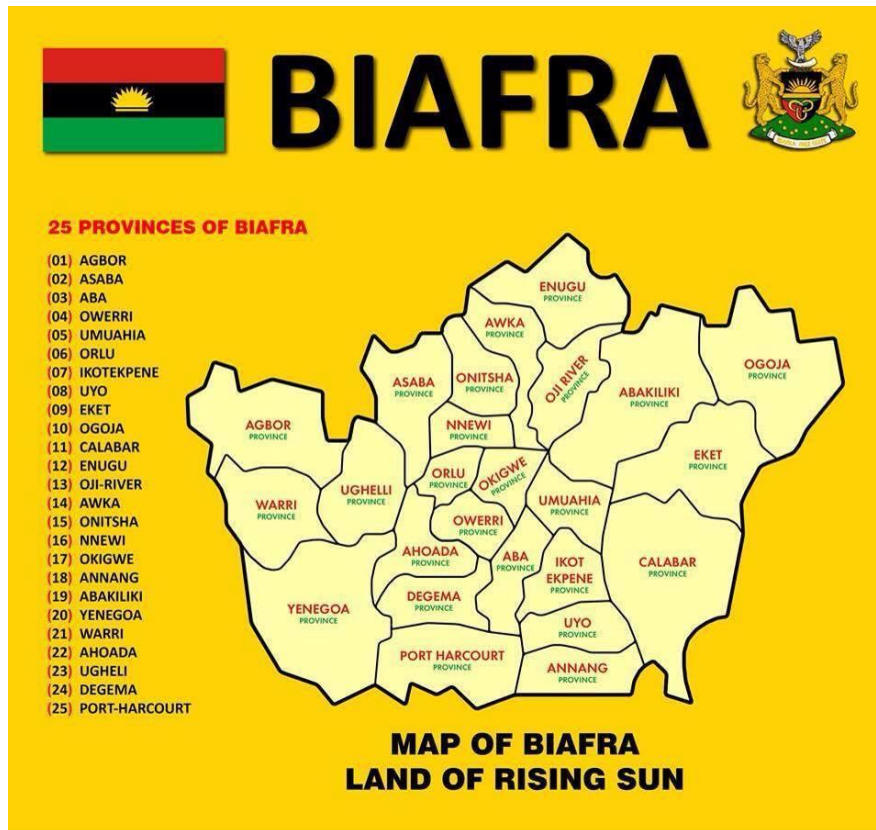 BIAFRA
25 PROVINCES OF BIAFRA
(01) AGBOR
(02) ASABA
(03) ABA
(04) OWERRI
(05) UMUAHIA
(06) ORLU
(07) IKOTEKPENE
(08) UYO
(09) EKET
(10) OGOJA
(11) CALABAR
(12) ENUGU
(13) OJI-RIVER
(14) AWKA
(15) ONITSHA
(16) NNEWI
(17) OKIGWE
(18) ANNANG
(19) ABAKILIKI
(20) YENEGOA
(21) WARRI
(22) AHOADA
(23) UGHELI
(24) DEGEMA
(25) PORT-HARCOURT
ENUGU
PROVINCE
AWKA
PROVINCE
OJI RIVER
PROVINCE
OGOJA
PROVINCE
ASABA
PROVINCE
ONITSHA
PROVINCE
ABAKILIKI
PROVINCE
AGBOR
PROVINCE
NNEWI
PROVINCE
EKET
PROVINCE
WARRI
PROVINCE
UGHELLI
PROVINCE
ORLU
PROVINCE
OKIGWE
PROVINCE
UMUAHIA
PROVINCE
OWERRI
PROVINCE
AHOADA
PROVINCE
ABA
PROVINCE
IKOT
EKPENE
PROVINCE
CALABAR
PROVINCE
YENEGOA
PROVINCE
DEGEMA
PROVINCE
UYO
PROVINCE
PORT HARCOURT
PROVINCE
ANNANG
PROVINCE
MAP OF BIAFRA
LAND OF RISING SUN